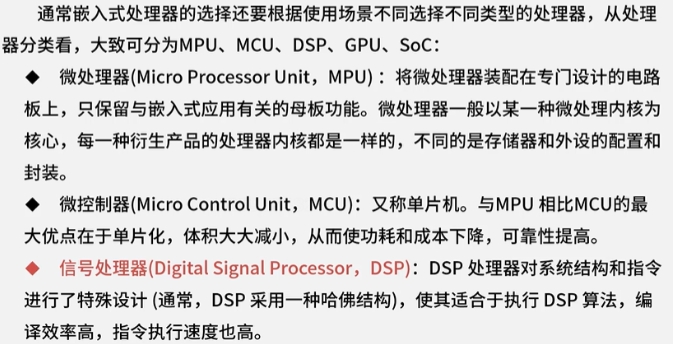 通常嵌入式处理器的选择还要根据使用场景不同选择不同类型的处理器，从处理
器分类看，大致可分为MPU、MCU、DSP、GPU、SoC：
◆ 微处理器(Micro Processor Unit，MPU)：将微处理器装配在专门设计的电路
板上，只保留与嵌入式应用有关的母板功能。微处理器一般以某一种微处理内核为
核心，每一种衍生产品的处理器内核都是一样的，不同的是存储器和外设的配置和
封装。
◆ 微控制器(Micro Control Unit，MCU)：又称单片机。与MPU 相比MCU的最
大优点在于单片化，体积大大减小，从而使功耗和成本下降，可靠性提高。
◆ 信号处理器(Digital Signal Processor，DSP)：DSP 处理器对系统结构和指令
进行了特殊设计 (通常，DSP 采用一种哈佛结构)，使其适合于执行 DSP 算法，编
译效率高，指令执行速度也高。